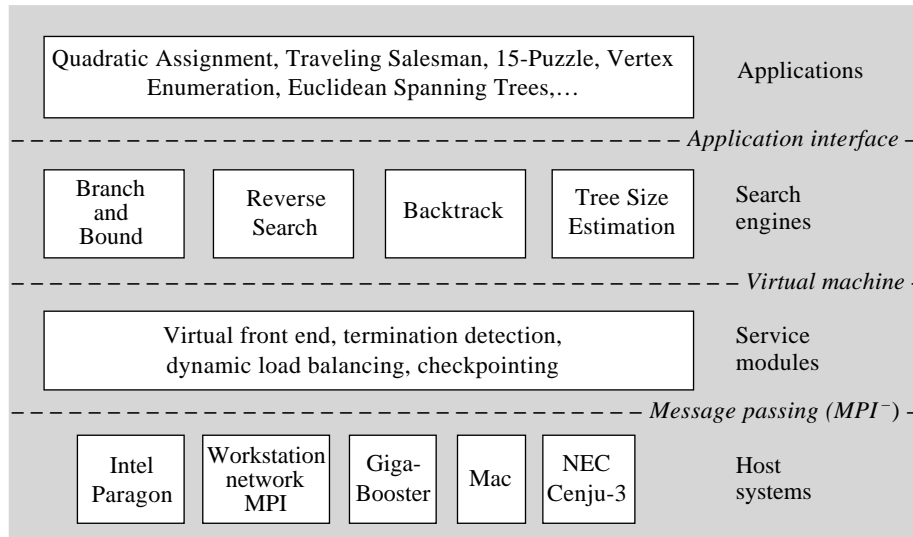 Quadratic Assignment, Traveling Salesman, 15-Puzzle, Vertex
Enumeration, Euclidean Spanning Trees,…
Applications
Application interface
Branch
and
Bound
Reverse
Search
Backtrack
Tree Size
Estimation
Search
engines
Virtual machine
Virtual front end, termination detection,
dynamic load balancing, checkpointing
Service
modules
Message passing (MPI⁻)
Intel
Paragon
Workstation
network
MPI
Giga-
Booster
Mac
NEC
Cenju-3
Host
systems